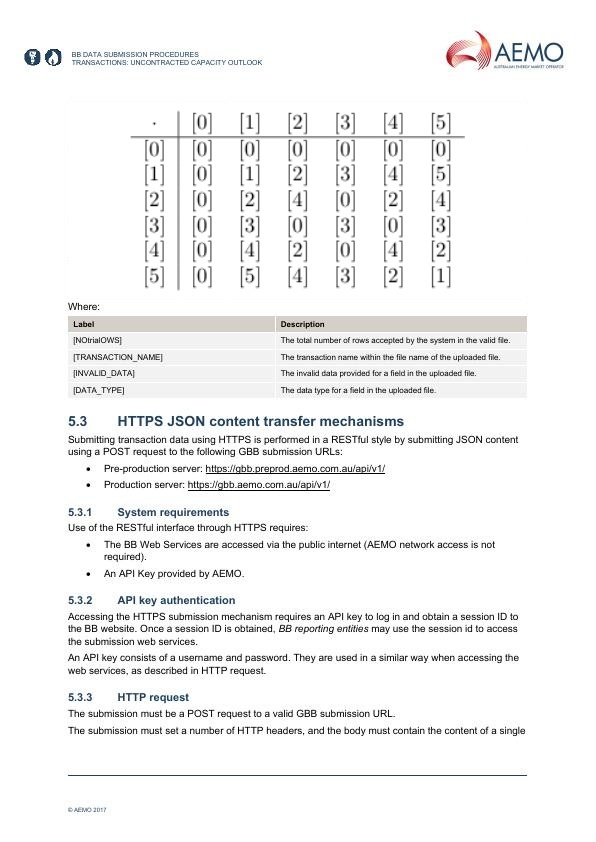 BB DATA SUBMISSION PROCEDURES
TRANSACTIONS: UNCONTRACTED CAPACITY OUTLOOK
AEMO
AUSTRALIAN ENERGY MARKET OPERATOR
· [0] [1] [2] [3] [4] [5]
[0] [0] [0] [0] [0] [0] [0]
[1] [0] [1] [2] [3] [4] [5]
[2] [0] [2] [4] [0] [2] [4]
[3] [0] [3] [0] [3] [0] [3]
[4] [0] [4] [2] [0] [4] [2]
[5] [0] [5] [4] [3] [2] [1]
Where:
Label Description
[NOtrialOWS] The total number of rows accepted by the system in the valid file.
[TRANSACTION_NAME] The transaction name within the file name of the uploaded file.
[INVALID_DATA] The invalid data provided for a field in the uploaded file.
[DATA_TYPE] The data type for a field in the uploaded file.
5.3 HTTPS JSON content transfer mechanisms
Submitting transaction data using HTTPS is performed in a RESTful style by submitting JSON content
using a POST request to the following GBB submission URLs:
• Pre-production server: https://gbb.preprod.aemo.com.au/api/v1/
• Production server: https://gbb.aemo.com.au/api/v1/
5.3.1 System requirements
Use of the RESTful interface through HTTPS requires:
• The BB Web Services are accessed via the public internet (AEMO network access is not
required).
• An API Key provided by AEMO.
5.3.2 API key authentication
Accessing the HTTPS submission mechanism requires an API key to log in and obtain a session ID to
the BB website. Once a session ID is obtained, BB reporting entities may use the session id to access
the submission web services.
An API key consists of a username and password. They are used in a similar way when accessing the
web services, as described in HTTP request.
5.3.3 HTTP request
The submission must be a POST request to a valid GBB submission URL.
The submission must set a number of HTTP headers, and the body must contain the content of a single
© AEMO 2017